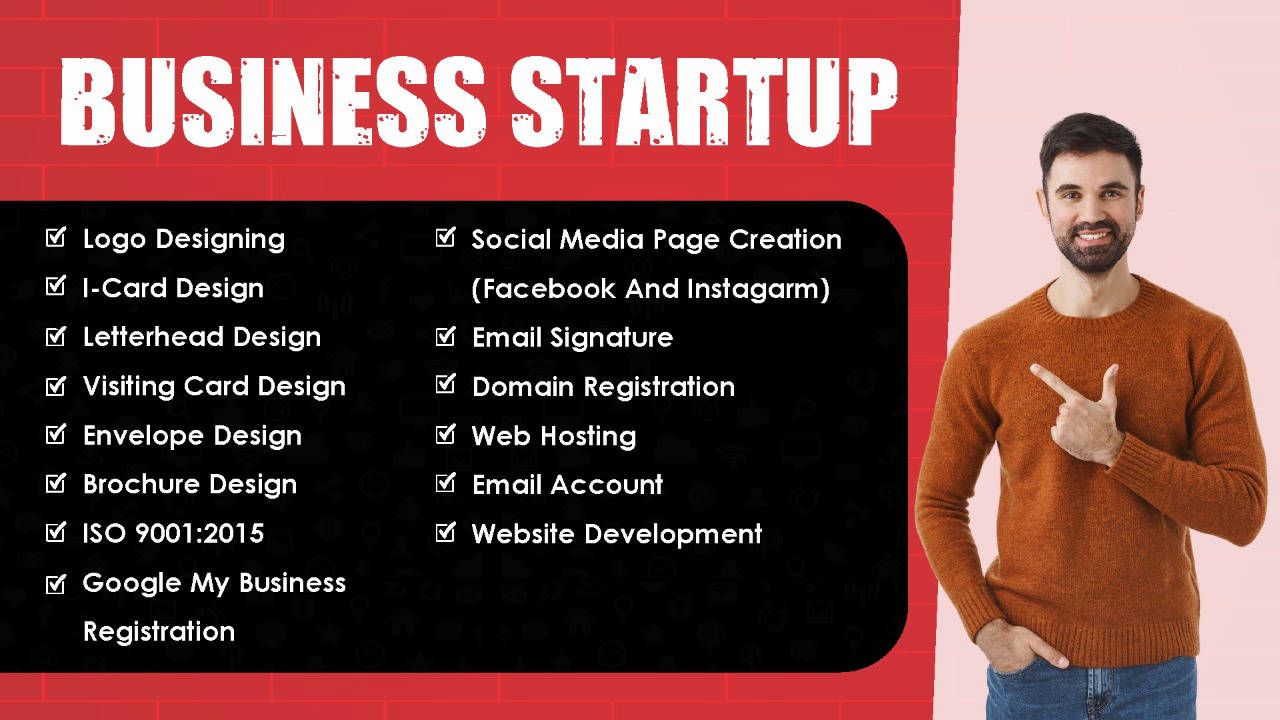 BUSINESS STARTUP
Logo Designing
I-Card Design
Letterhead Design
Visiting Card Design
Envelope Design
Brochure Design
ISO 9001:2015
Google My Business
Registration
Social Media Page Creation
(Facebook And Instagarm)
Email Signature
Domain Registration
Web Hosting
Email Account
Website Development